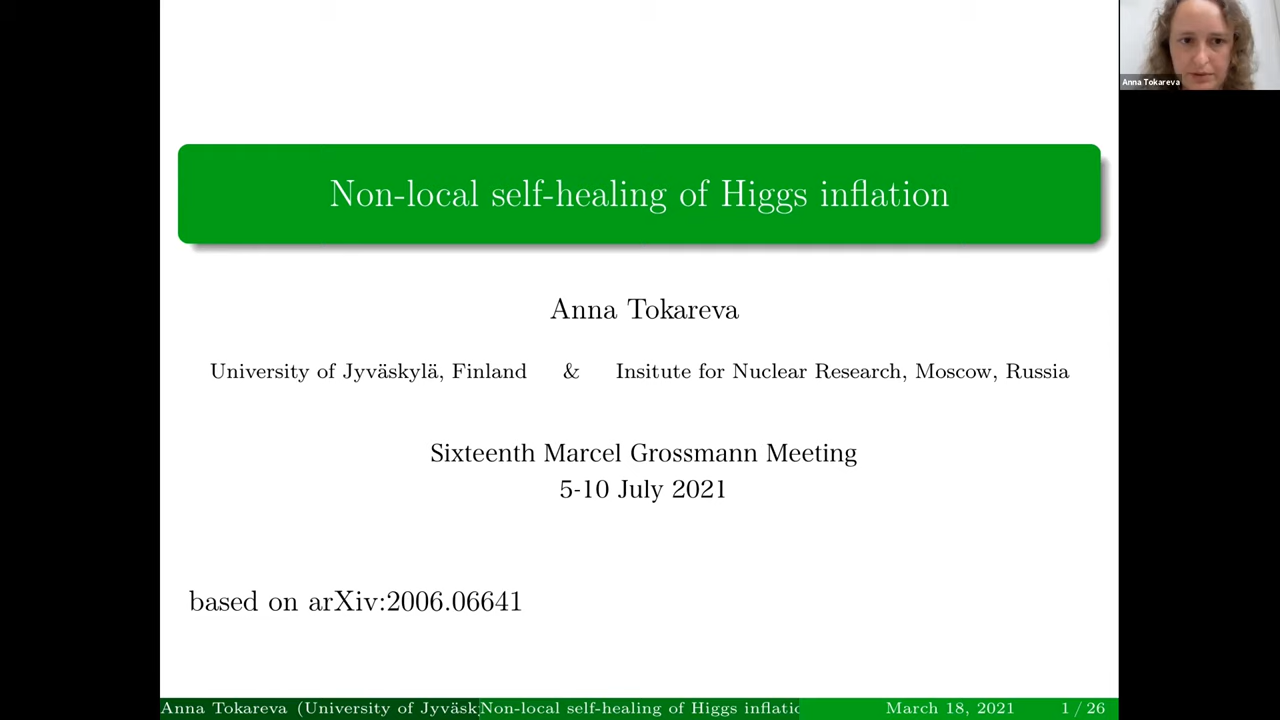 Anna Tokareva
Non-local self-healing of Higgs inflation
Anna Tokareva
University of Jyväskylä, Finland & Insitute for Nuclear Research, Moscow, Russia
Sixteenth Marcel Grossmann Meeting
5-10 July 2021
based on arXiv:2006.06641
Anna Tokareva (University of Jyväsk Non-local self-healing of Higgs inflatio March 18, 2021 1 / 26